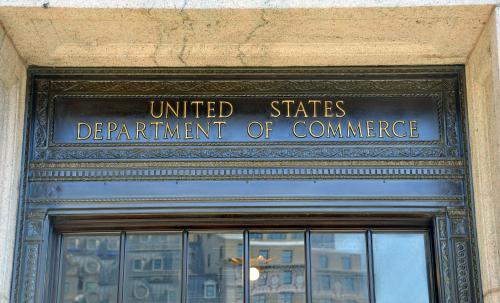 UNITED STATES
DEPARTMENT OF COMMERCE